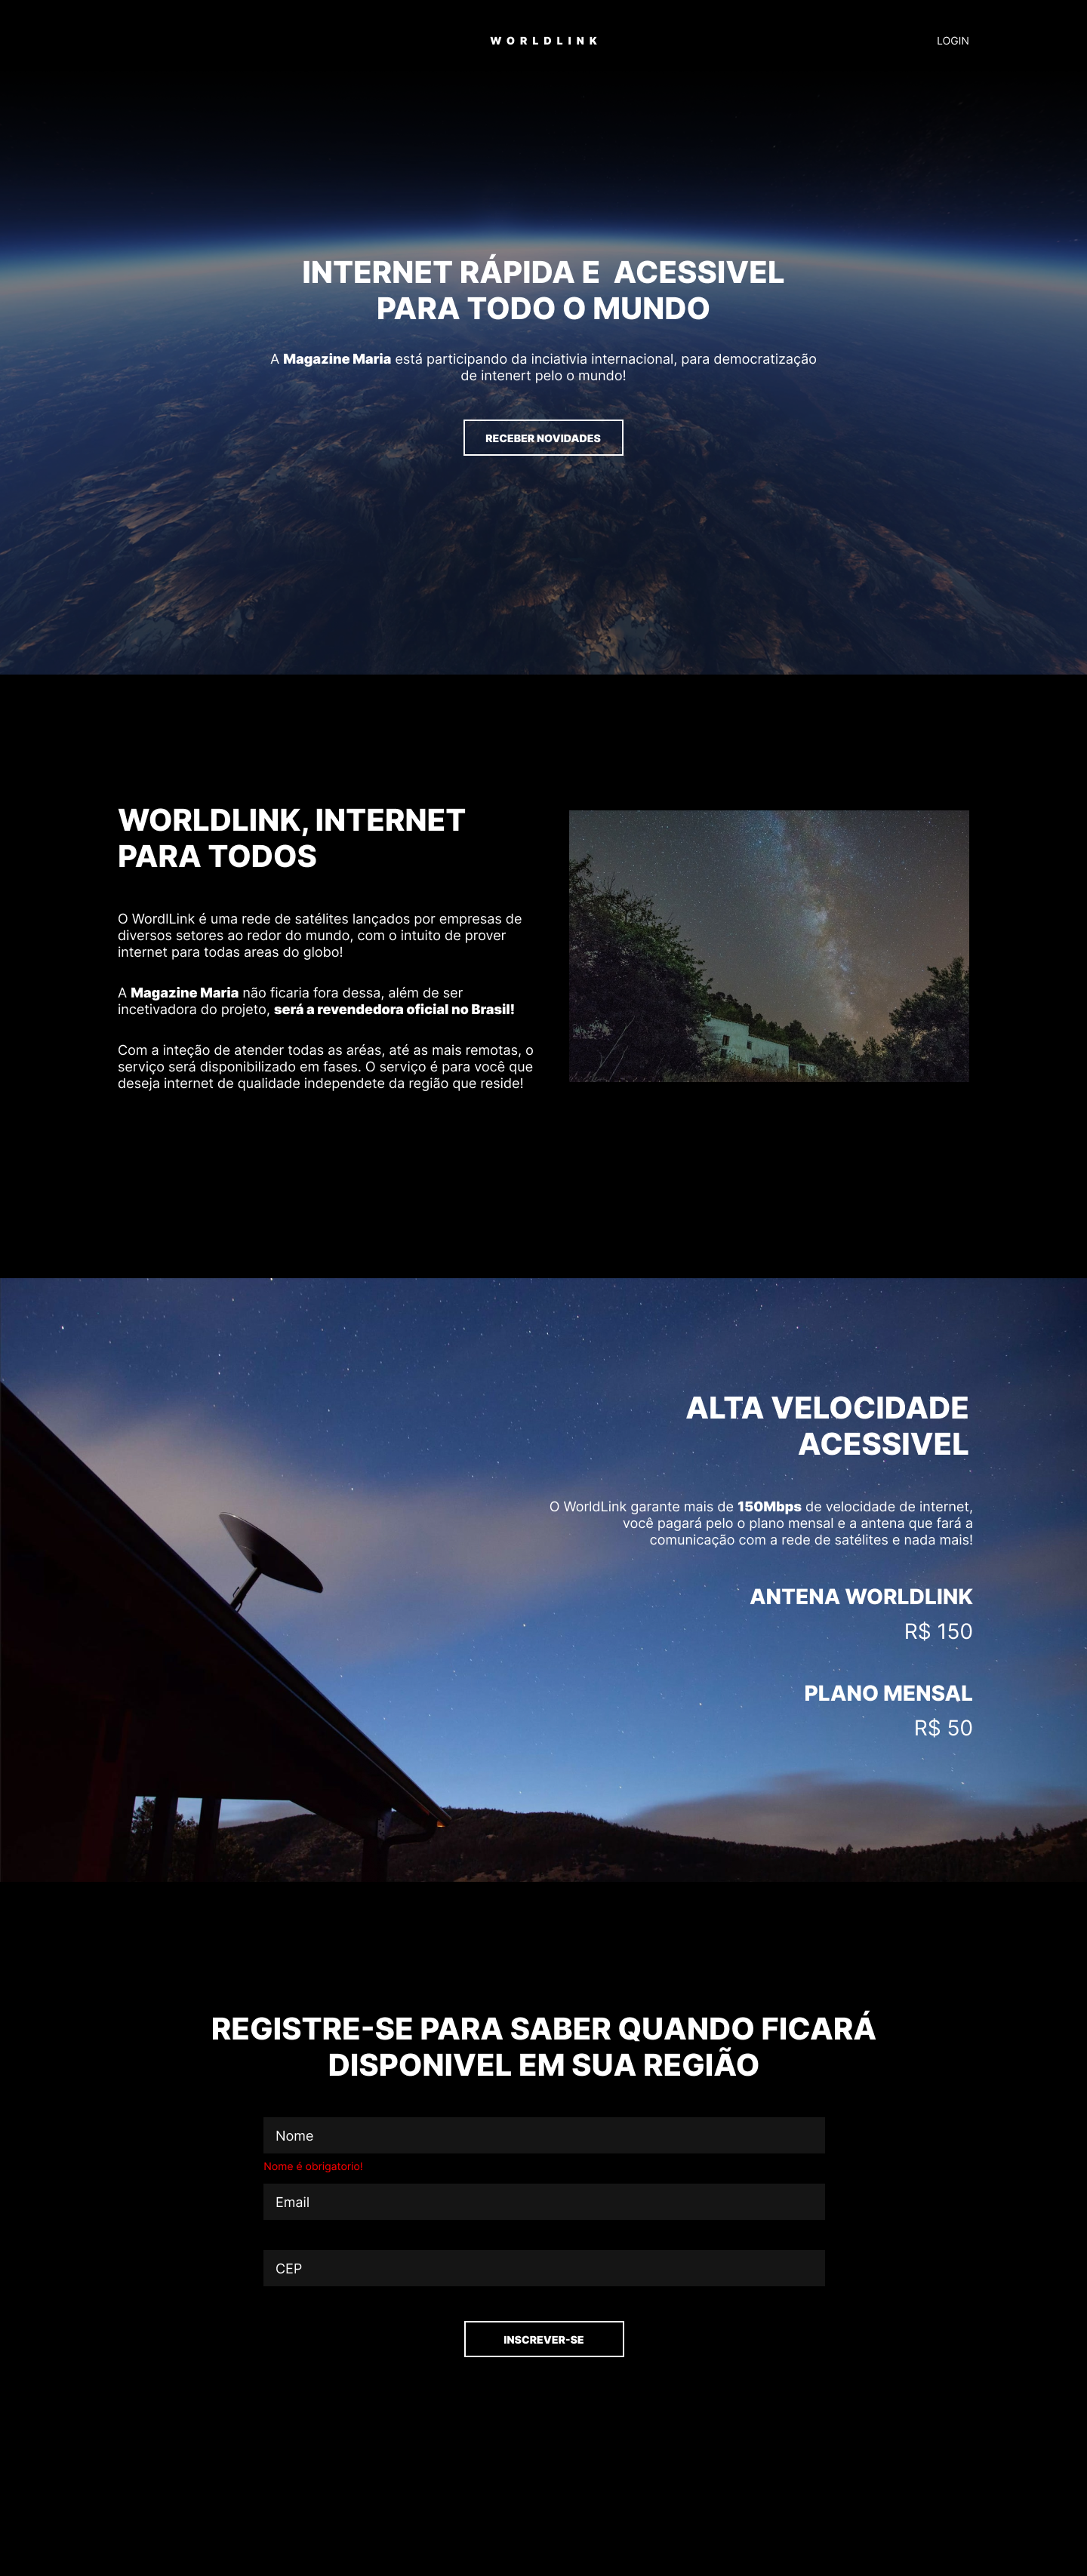 WORLDLINK
LOGIN
INTERNET RÁPIDA E ACESSIVEL
PARA TODO O MUNDO
A Magazine Maria está participando da inciativia internacional, para democratização
de intenert pelo o mundo!
RECEBER NOVIDADES
WORLDLINK, INTERNET
PARA TODOS
O WordlLink é uma rede de satélites lançados por empresas de
diversos setores ao redor do mundo, com o intuito de prover
internet para todas areas do globo!
A Magazine Maria não ficaria fora dessa, além de ser
incetivadora do projeto, será a revendedora oficial no Brasil!
Com a inteção de atender todas as aréas, até as mais remotas, o
serviço será disponibilizado em fases. O serviço é para você que
deseja internet de qualidade independete da região que reside!
ALTA VELOCIDADE
ACESSIVEL
O WorldLink garante mais de 150Mbps de velocidade de internet,
você pagará pelo o plano mensal e a antena que fará a
comunicação com a rede de satélites e nada mais!
ANTENA WORLDLINK
R$ 150
PLANO MENSAL
R$ 50
REGISTRE-SE PARA SABER QUANDO FICARÁ
DISPONIVEL EM SUA REGIÃO
Nome
Nome é obrigatorio!
Email
CEP
INSCREVER-SE